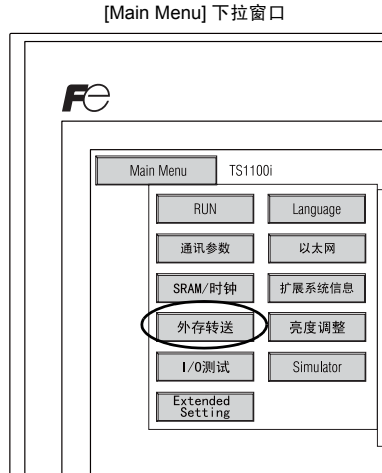 [Main Menu] 下拉窗口
Fe
Main Menu TS1100i
RUN Language
通讯参数 以太网
SRAM/时钟 扩展系统信息
外存转送 亮度调整
I/O测试 Simulator
Extended
Setting